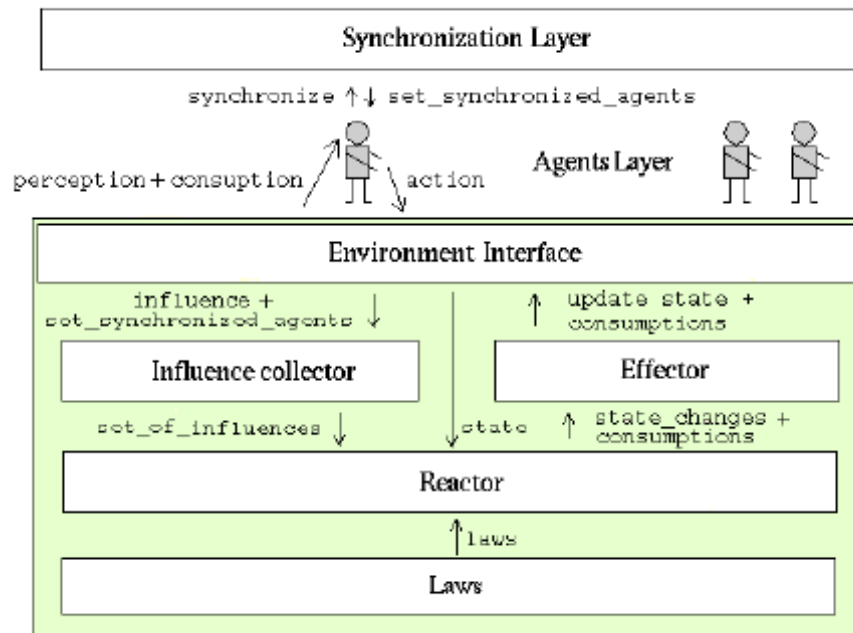 Synchronization Layer
synchronize set_synchronized_agents
Agents Layer
perception+consuption action
Environment Interface
influence + update state +
set_synchronized_agents consumptions
Influence collector Effector
set_of_influences state state_changes +
consumptions
Reactor
laws
Laws